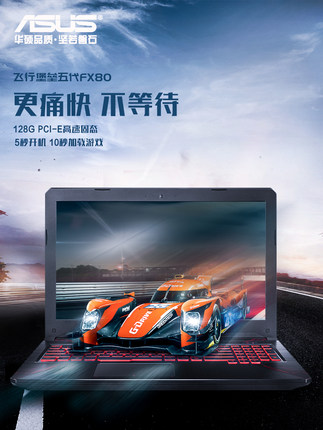 ASUS
华硕品质·坚若磐石
飞行堡垒五代FX80
更痛快 不等待
128G PCI-E高速固态
5秒开机 10秒加载游戏
G-DRIVE